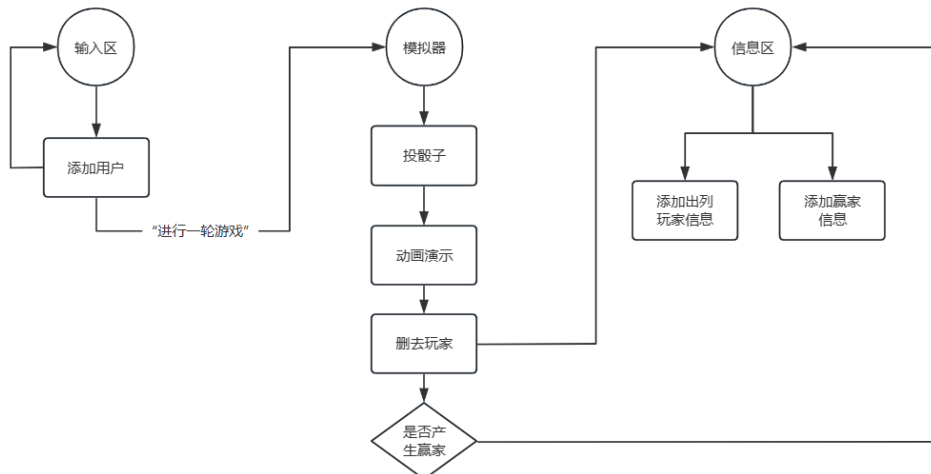 输入区
模拟器
信息区
添加用户
投骰子
添加出列
玩家信息
添加赢家
信息
“进行一轮游戏”
动画演示
删去玩家
是否产
生赢家